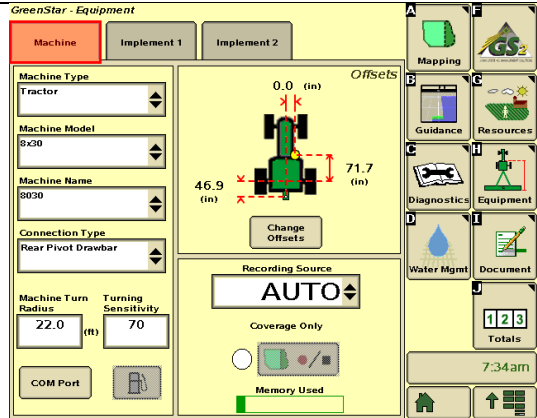 GreenStar - Equipment
Machine
Implement 1
Implement 2
Machine Type
Tractor
Machine Model
8x30
Machine Name
8030
Connection Type
Rear Pivot Drawbar
Machine Turn
Radius
22.0 (ft)
Turning
Sensitivity
70
COM Port
Offsets
0.0 (in)
71.7
(in)
46.9
(in)
Change
Offsets
Recording Source
AUTO
Coverage Only
Memory Used
A
Mapping
F
GS2
B
Guidance
G
Resources
C
Diagnostics
H
Equipment
D
Water Mgmt
I
Document
J
1 2 3
Totals
7:34am